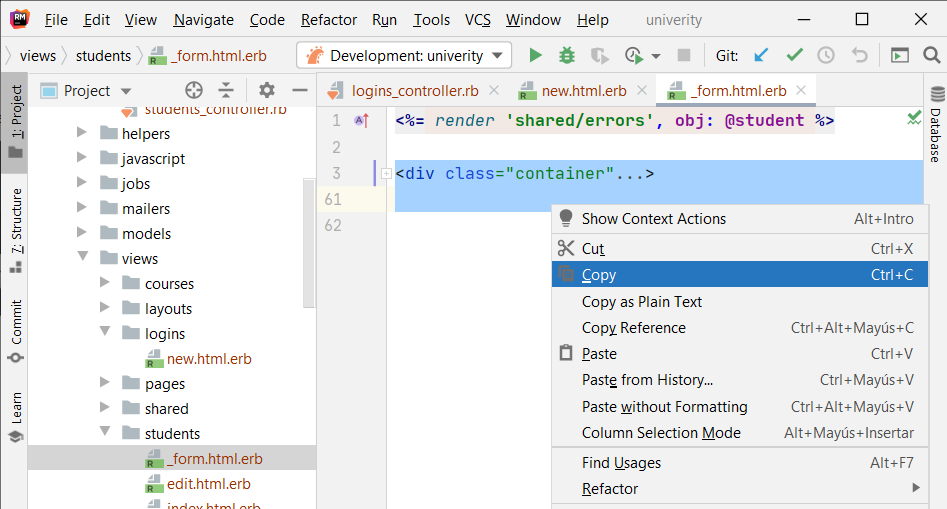 RM File Edit View Navigate Code Refactor Run Tools VCS Window Help univerity
views students _form.html.erb Development: univerity Git:
1: Project
7: Structure
Commit
Learn
Project
students_controller.rb
helpers
javascript
jobs
mailers
models
views
courses
layouts
logins
new.html.erb
pages
shared
students
_form.html.erb
edit.html.erb
index.html.erb
logins_controller.rb new.html.erb _form.html.erb
1 <%= render 'shared/errors', obj: @student %>
2
3 <div class="container"...>
61
62
Show Context Actions Alt+Intro
Cut Ctrl+X
Copy Ctrl+C
Copy as Plain Text
Copy Reference Ctrl+Alt+Mayús+C
Paste Ctrl+V
Paste from History... Ctrl+Mayús+V
Paste without Formatting Ctrl+Alt+Mayús+V
Column Selection Mode Alt+Mayús+Insertar
Find Usages Alt+F7
Refactor
Database